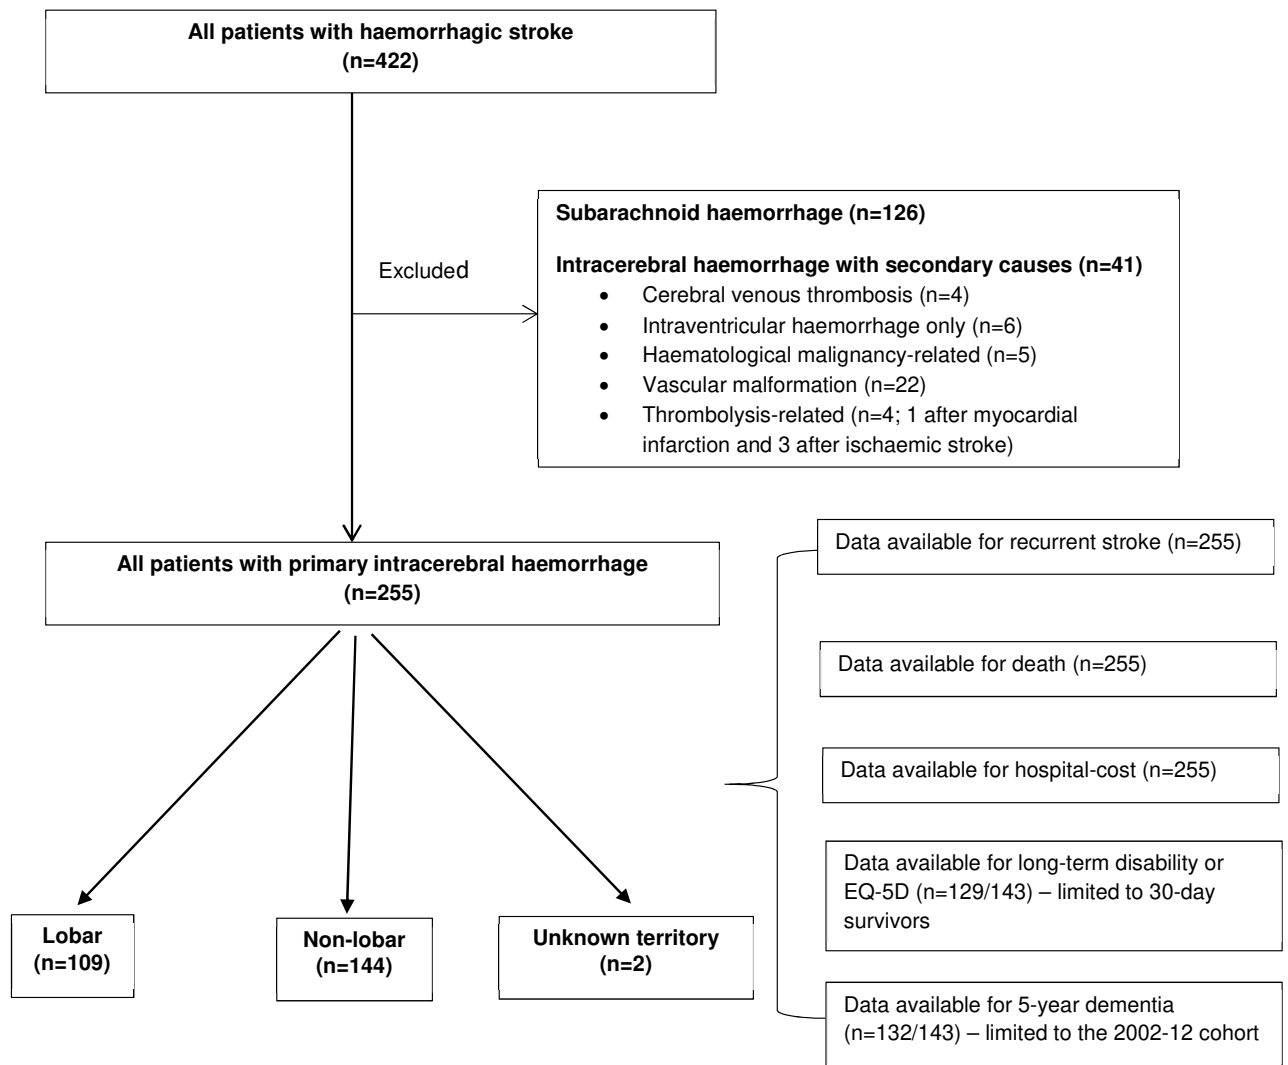 All patients with haemorrhagic stroke
(n=422)
Excluded
Subarachnoid haemorrhage (n=126)
Intracerebral haemorrhage with secondary causes (n=41)
• Cerebral venous thrombosis (n=4)
• Intraventricular haemorrhage only (n=6)
• Haematological malignancy-related (n=5)
• Vascular malformation (n=22)
• Thrombolysis-related (n=4; 1 after myocardial
infarction and 3 after ischaemic stroke)
All patients with primary intracerebral haemorrhage
(n=255)
Lobar
(n=109)
Non-lobar
(n=144)
Unknown territory
(n=2)
Data available for recurrent stroke (n=255)
Data available for death (n=255)
Data available for hospital-cost (n=255)
Data available for long-term disability or
EQ-5D (n=129/143) – limited to 30-day
survivors
Data available for 5-year dementia
(n=132/143) – limited to the 2002-12 cohort